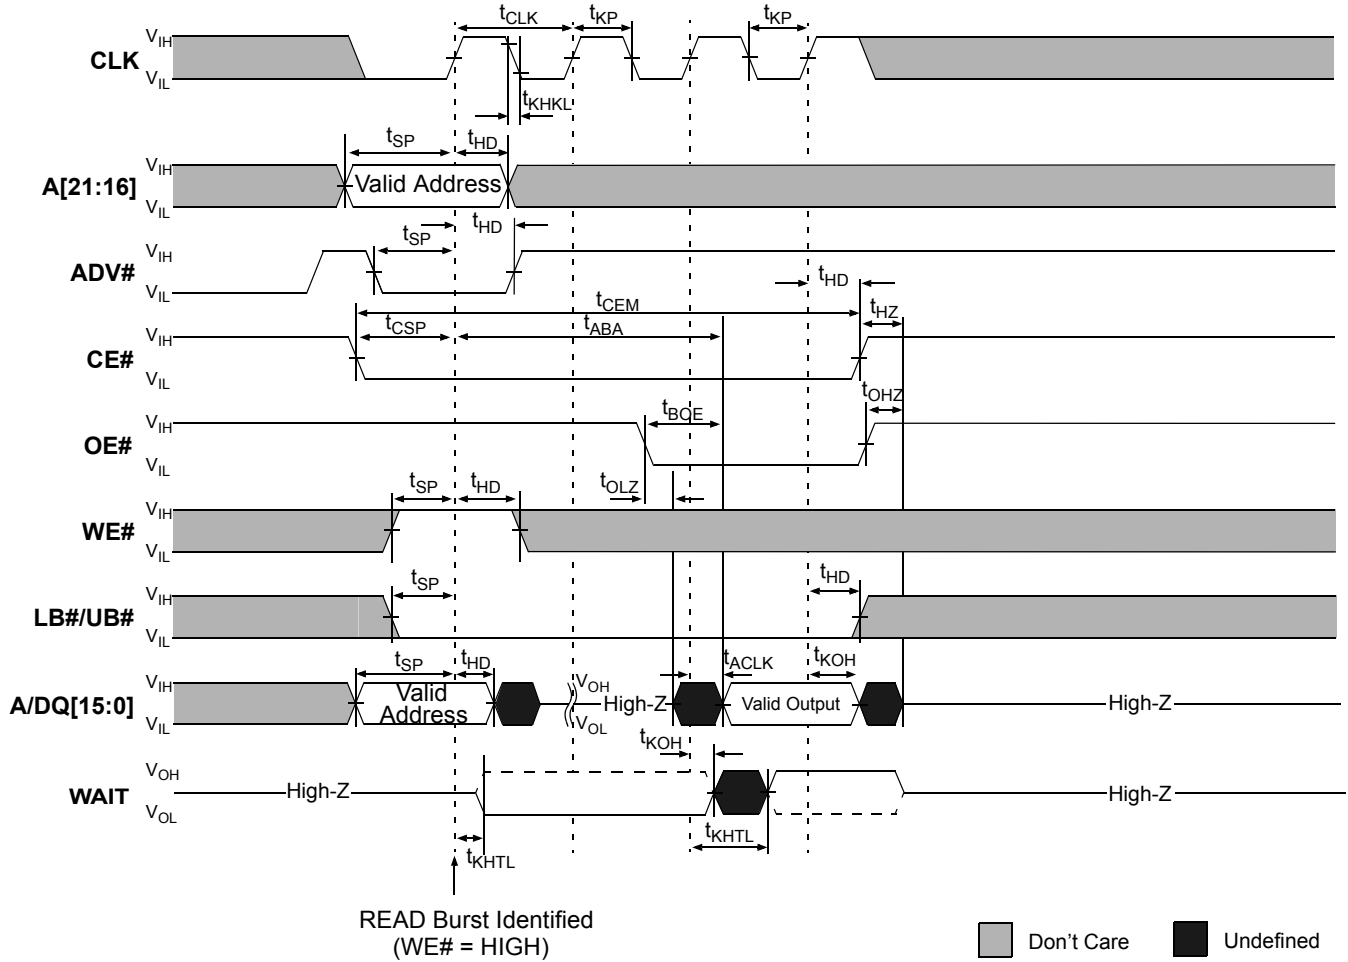 tCLK tKP tKP
VIH
CLK
VIL
tKHKL
tSP tHD
VIH
A[21:16] Valid Address
VIL
tSP tHD
VIH
ADV#
VIL
tHD
tCEM tHZ
tCSP tABA
VIH
CE#
VIL
tOHZ
tBOE
VIH
OE#
VIL
tSP tHD tOLZ
VIH
WE#
VIL
tSP tHD
VIH
LB#/UB#
VIL
tSP tHD tACLK tKOH
VIH VOH
A/DQ[15:0] Valid Address High-Z Valid Output High-Z
VIL VOL
tKOH
VOH
WAIT High-Z High-Z
VOL
tKHTL tKHTL
READ Burst Identified
(WE# = HIGH)
Don't Care Undefined